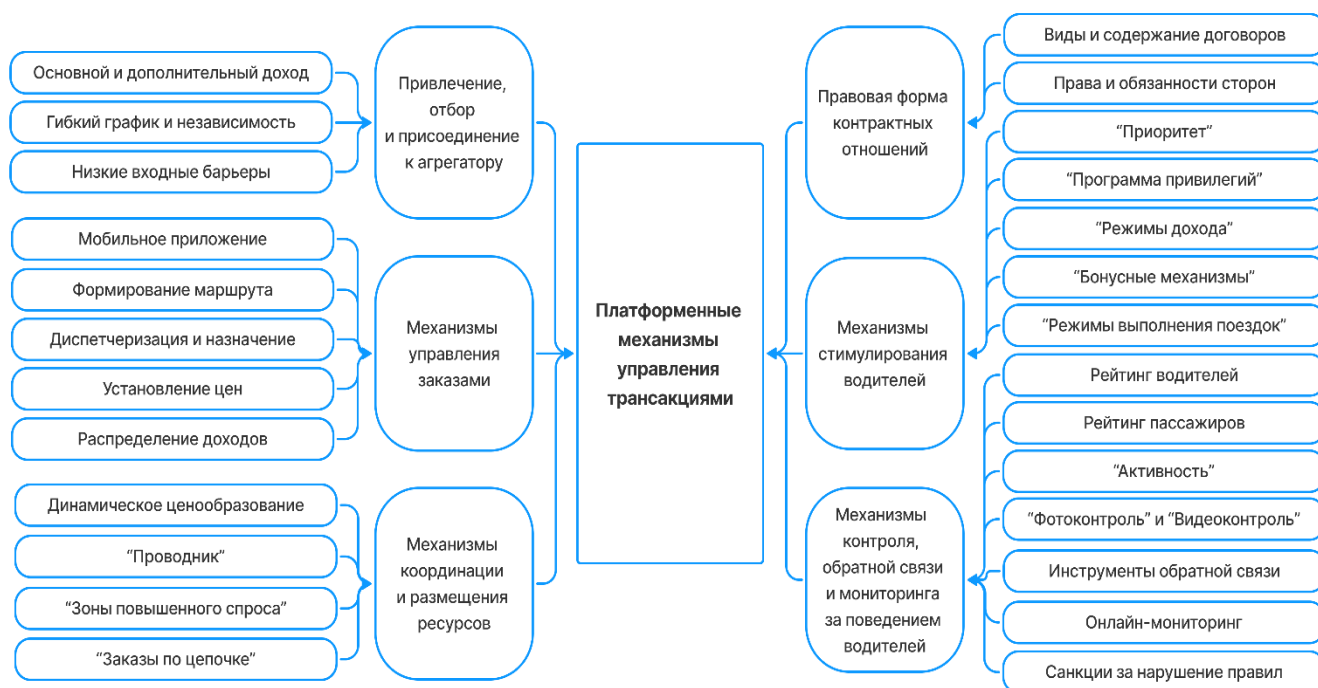 Основной и дополнительный доход
Гибкий график и независимость
Низкие входные барьеры
Привлечение,
отбор
и присоединение
к агрегатору
Мобильное приложение
Формирование маршрута
Диспетчеризация и назначение
Установление цен
Распределение доходов
Механизмы
управления
заказами
Динамическое ценообразование
“Проводник”
“Зоны повышенного спроса”
“Заказы по цепочке”
Механизмы
координации
и размещения
ресурсов
Платформенные
механизмы
управления
трансакциями
Правовая форма
контрактных
отношений
Виды и содержание договоров
Права и обязанности сторон
Механизмы
стимулирования
водителей
“Приоритет”
“Программа привилегий”
“Режимы дохода”
“Бонусные механизмы”
“Режимы выполнения поездок”
Механизмы
контроля,
обратной связи
и мониторинга
за поведением
водителей
Рейтинг водителей
Рейтинг пассажиров
“Активность”
“Фотоконтроль” и “Видеоконтроль”
Инструменты обратной связи
Онлайн-мониторинг
Санкции за нарушение правил